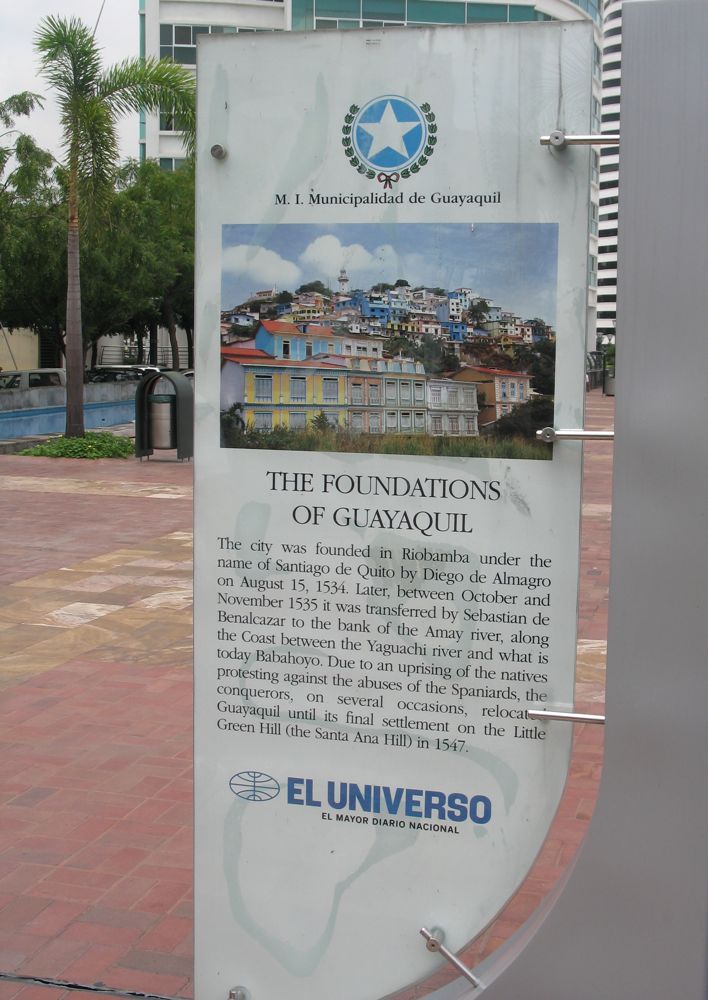 M. I. Municipalidad de Guayaquil
THE FOUNDATIONS
OF GUAYAQUIL
The city was founded in Riobamba under the
name of Santiago de Quito by Diego de Almagro
on August 15, 1534. Later, between October and
November 1535 it was transferred by Sebastian de
Benalcazar to the bank of the Amay river, along
the Coast between the Yaguachi river and what is
today Babahoyo. Due to an uprising of the natives
protesting against the abuses of the Spaniards, the
conquerors, on several occasions, relocate
Guayaquil until its final settlement on the Little
Green Hill (the Santa Ana Hill) in 1547.
EL UNIVERSO
EL MAYOR DIARIO NACIONAL